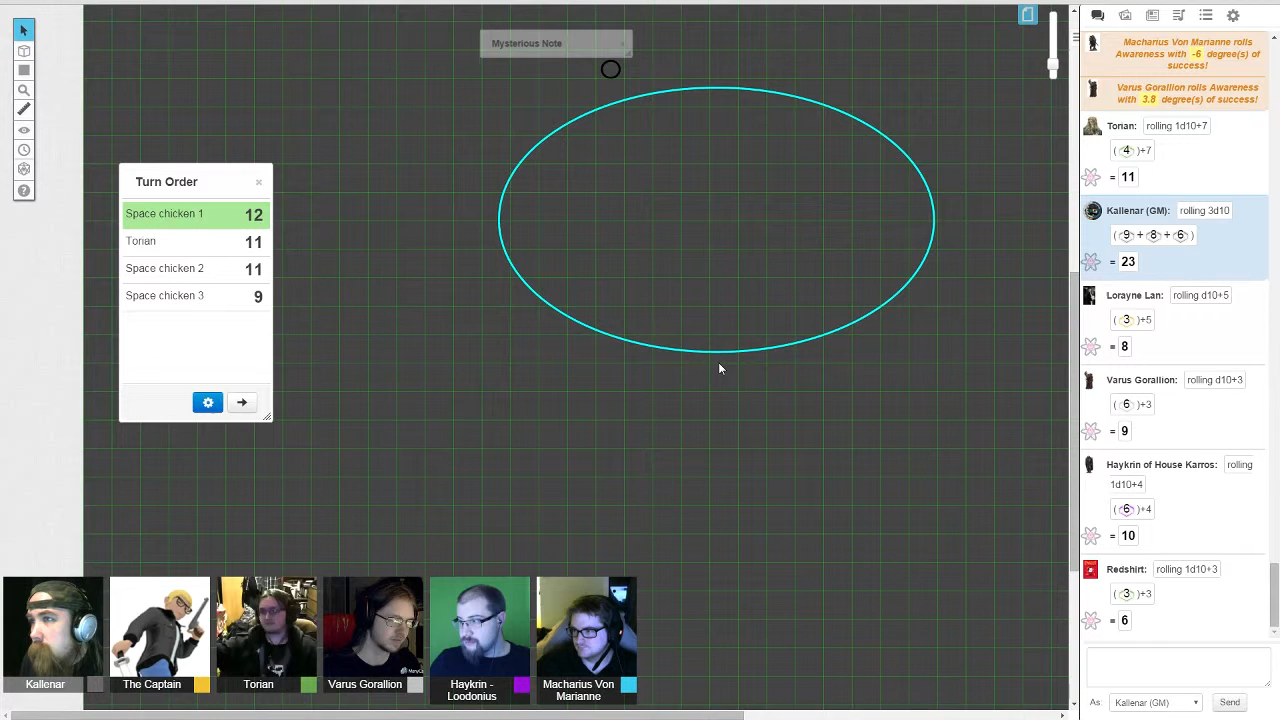 Mysterious Note ×
Turn Order ×
Space chicken 1 12
Torian 11
Space chicken 2 11
Space chicken 3 9
Kallenar
The Captain
Torian
Varus Gorallion
Haykrin -
Loodonius
Macharius Von
Marianne
Macharius Von Marianne rolls
Awareness with -6 degree(s) of
success!
Varus Gorallion rolls Awareness
with 3.8 degree(s) of success!
Torian: rolling 1d10+7
(4)+7
= 11
Kallenar (GM): rolling 3d10
(9+8+6)
= 23
Lorayne Lan: rolling d10+5
(3)+5
= 8
Varus Gorallion: rolling d10+3
(6)+3
= 9
Haykrin of House Karros: rolling
1d10+4
(6)+4
= 10
Redshirt: rolling 1d10+3
(3)+3
= 6
As: Kallenar (GM) Send